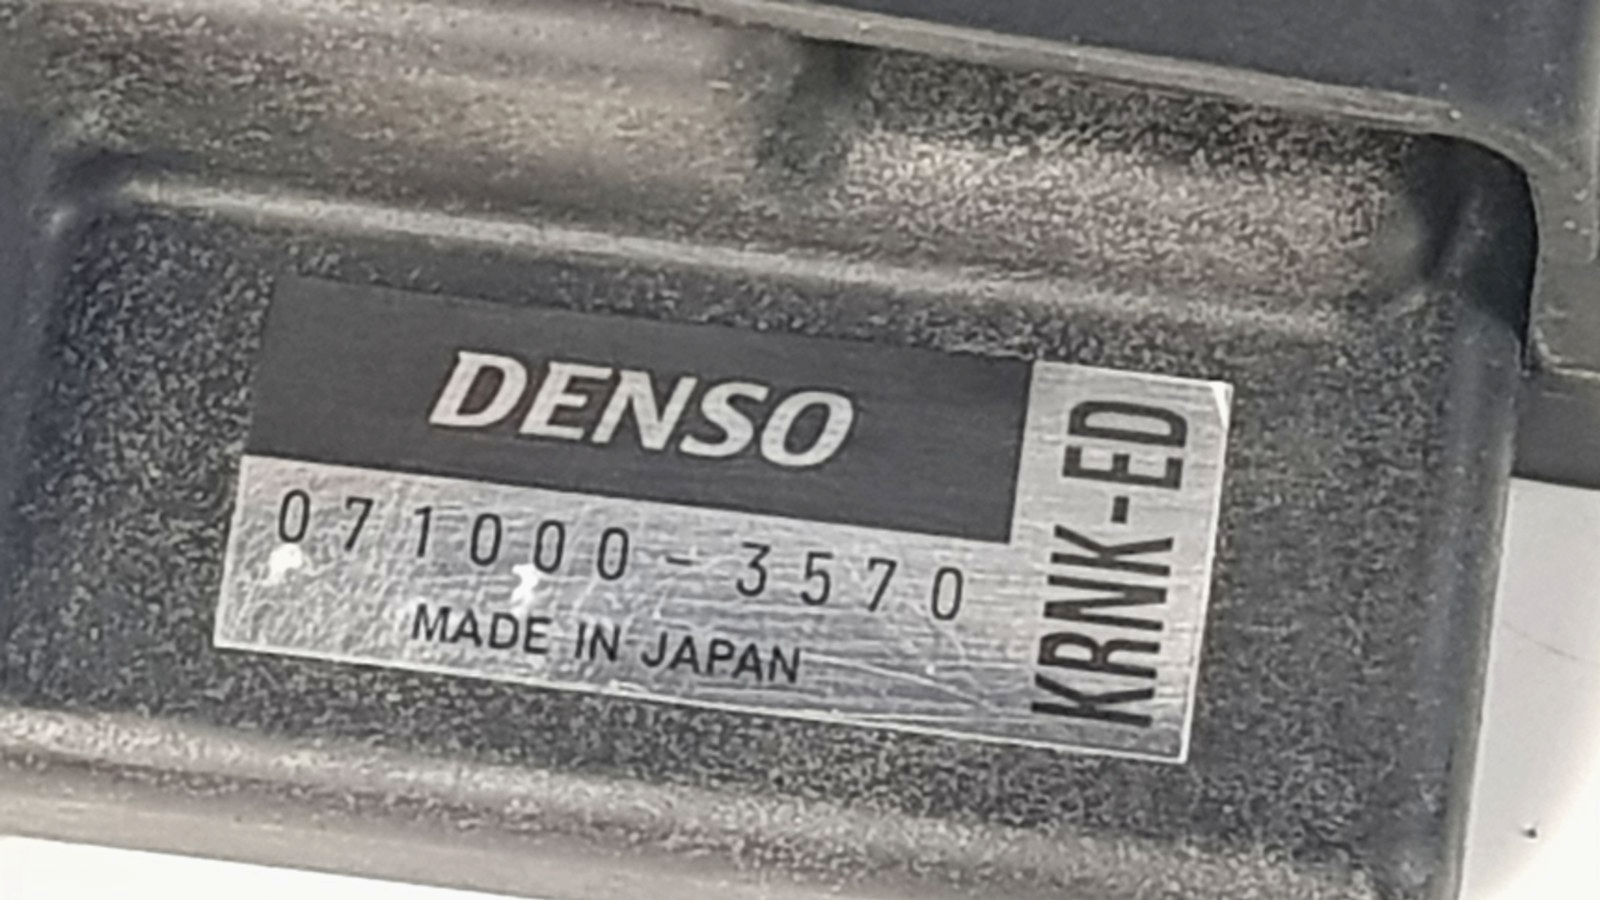 DENSO
071000-3570
MADE IN JAPAN
KRNK-ED